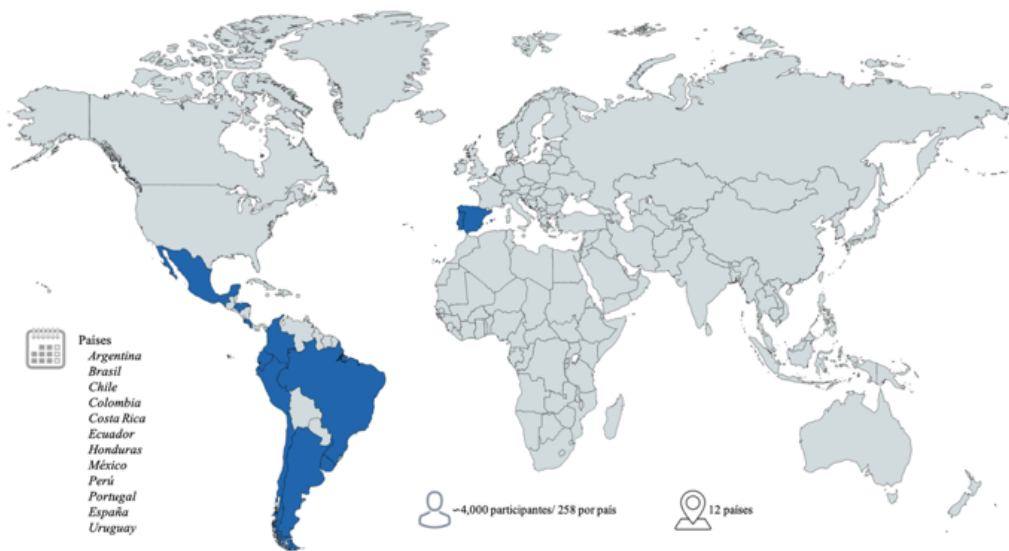 Países
Argentina
Brasil
Chile
Colombia
Costa Rica
Ecuador
Honduras
México
Perú
Portugal
España
Uruguay
~4,000 participantes/ 258 por país
12 países